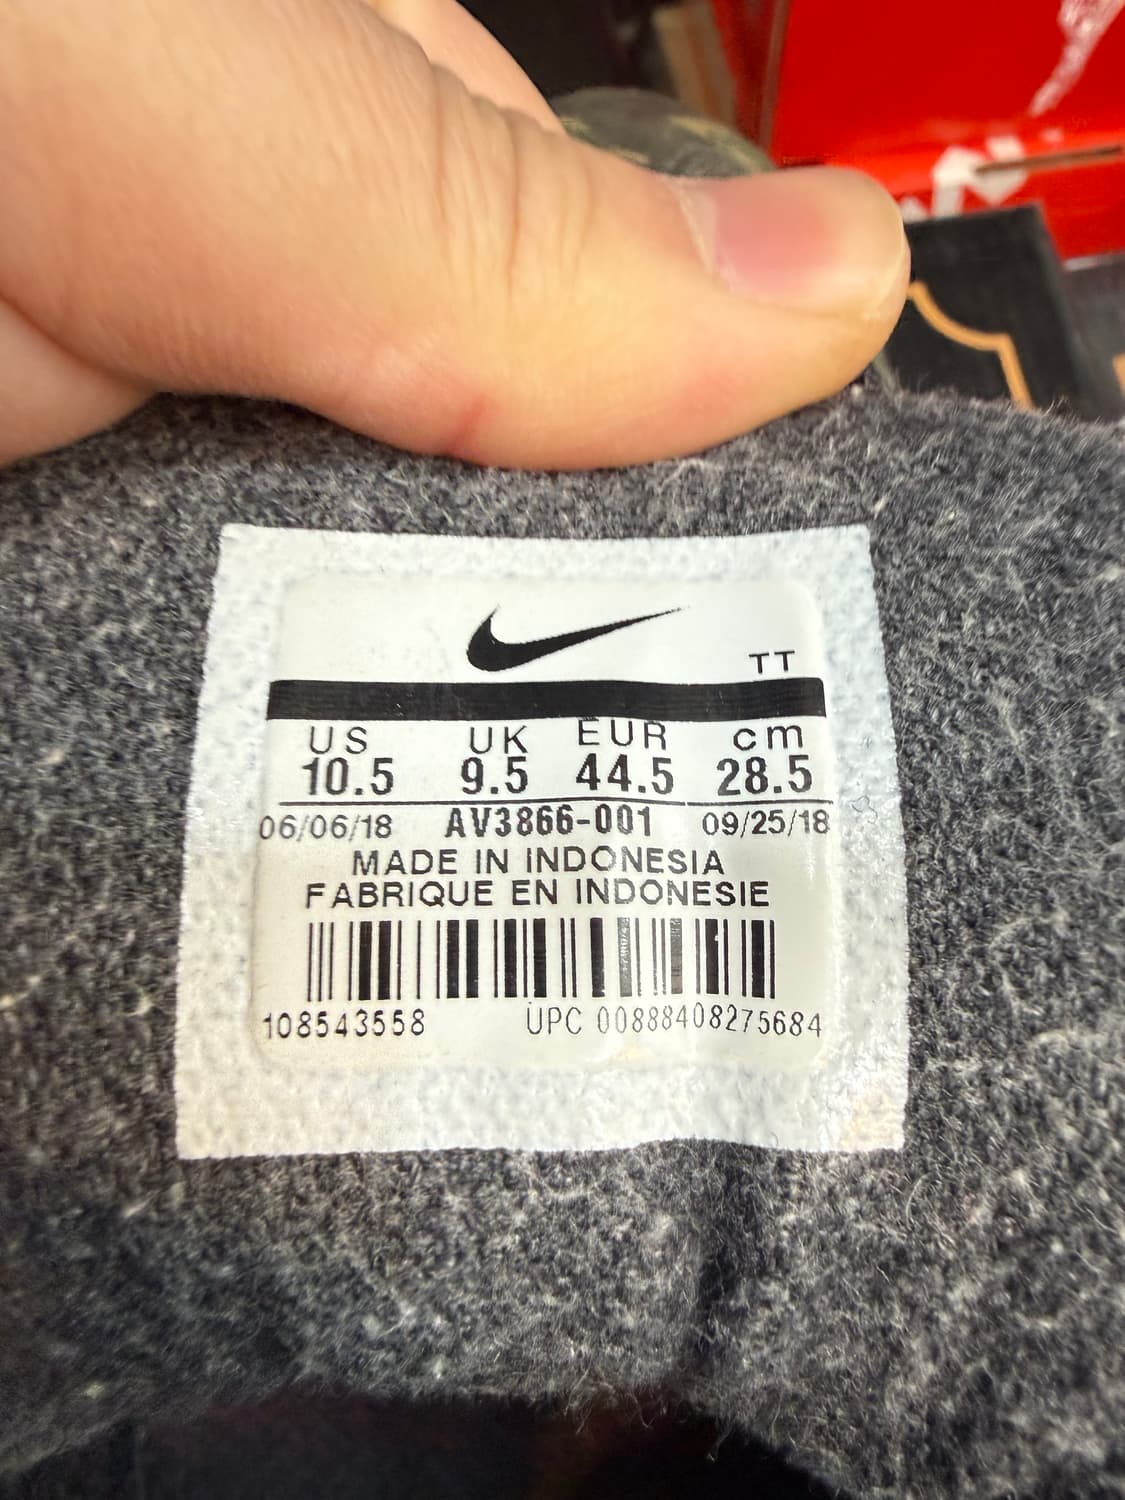 TT
US UK EUR cm
10.5 9.5 44.5 28.5
06/06/18 AV3866-001 09/25/18
MADE IN INDONESIA
FABRIQUE EN INDONESIE
108543558 UPC 00888408275684